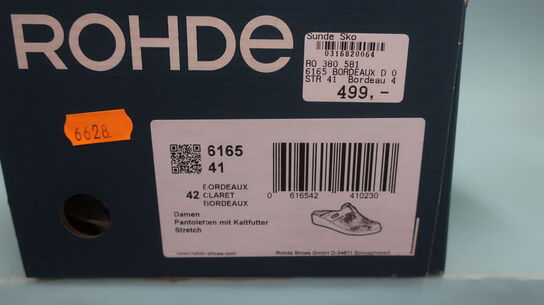 ROHDE
Sunde Sko
0316820064
RO 380 581
6165 BORDEAUX D 0
STR 41 Bordeau 4
499,-
6628
6165
41
42
BORDEAUX
CLARET
BORDEAUX
0 616542 410230
Damen
Pantoletten mit Kaltfutter
Stretch
www.rohde-shoes.com
Rohde Shoes GmbH D-34611 Schwalmstadt